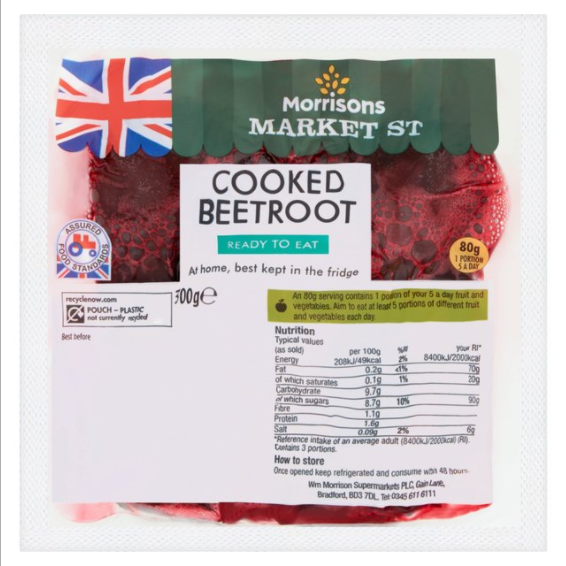 Morrisons
MARKET ST
COOKED
BEETROOT
READY TO EAT
At home, best kept in the fridge
ASSURED
FOOD STANDARDS
80g
1 PORTION
5 A DAY
recyclenow.com
POUCH - PLASTIC
not currently recycled
Best before
300g℮
An 80g serving contains 1 portion of your 5 a day fruit and
vegetables. Aim to eat at least 5 portions of different fruit
and vegetables each day.
Nutrition
Typical values
(as sold) per 100g %RI* your RI*
Energy 208kJ/49kcal 2% 8400kJ/2000kcal
Fat 0.2g <1% 70g
of which saturates 0.1g 1% 20g
Carbohydrate 9.7g
of which sugars 8.7g 10% 90g
Fibre 1.1g
Protein 1.6g
Salt 0.09g 2% 6g
*Reference intake of an average adult (8400kJ/2000kcal) (RI).
Contains 3 portions.
How to store
Once opened keep refrigerated and consume within 48 hours.
Wm Morrison Supermarkets PLC, Gain Lane,
Bradford, BD3 7DL. Tel: 0345 611 6111